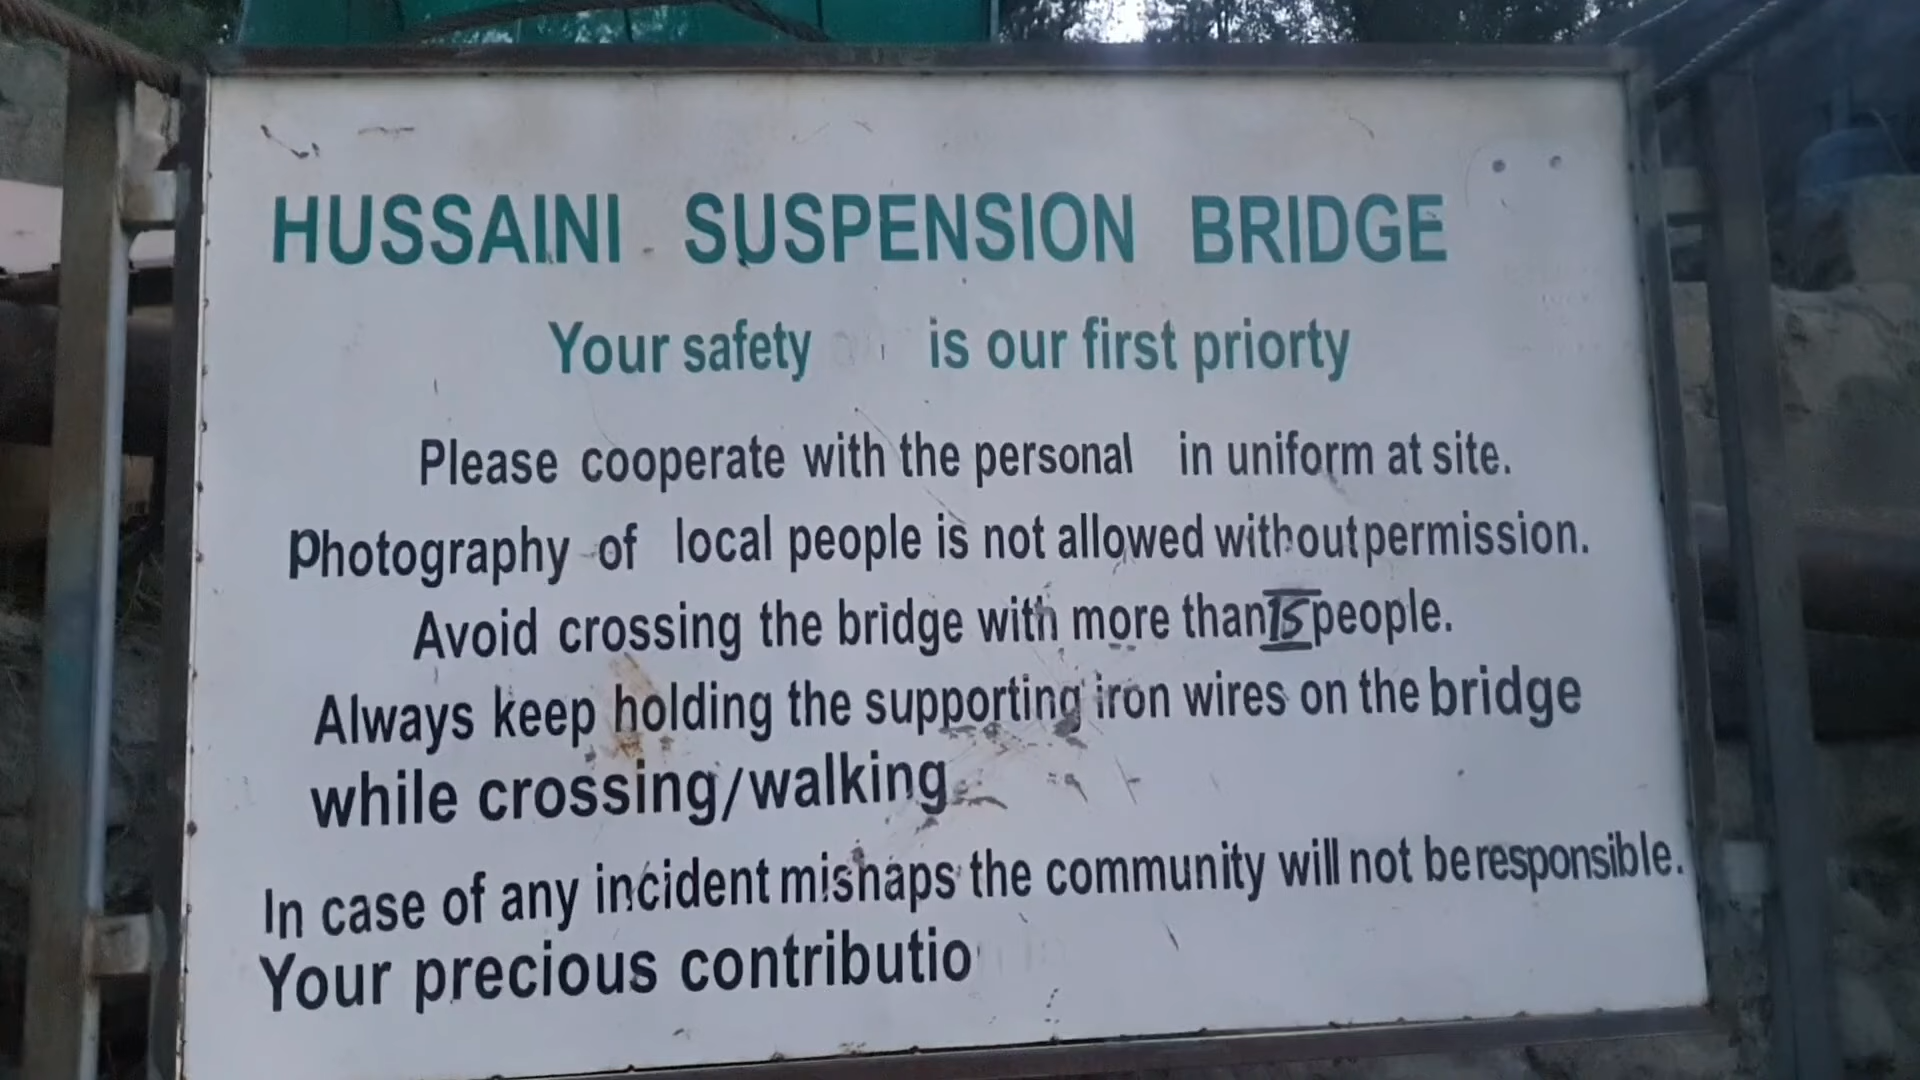 HUSSAINI SUSPENSION BRIDGE
Your safety is our first priorty
Please cooperate with the personal in uniform at site.
Photography of local people is not allowed without permission.
Avoid crossing the bridge with more than 15 people.
Always keep holding the supporting iron wires on the bridge
while crossing/walking
In case of any incident mishaps the community will not be responsible.
Your precious contributio